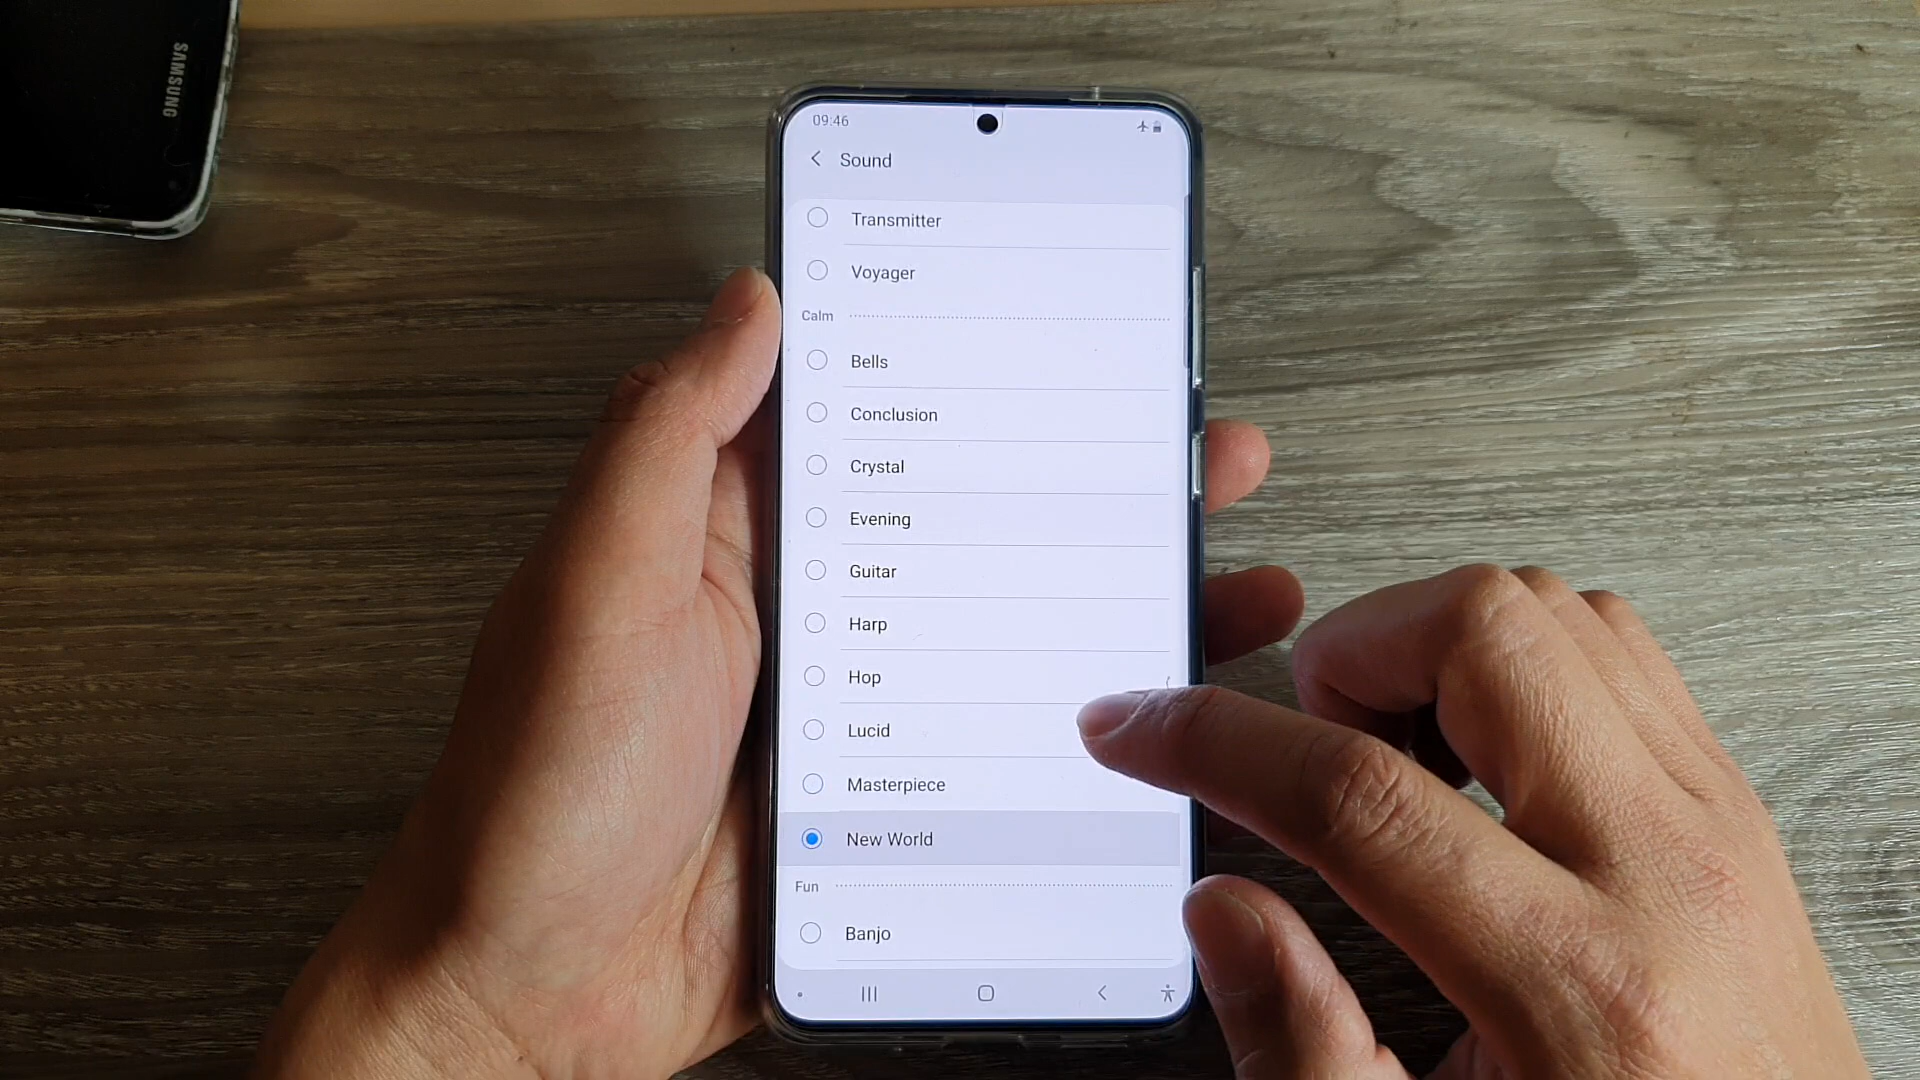 SAMSUNG
09:46
Sound
Transmitter
Voyager
Calm
Bells
Conclusion
Crystal
Evening
Guitar
Harp
Hop
Lucid
Masterpiece
New World
Fun
Banjo